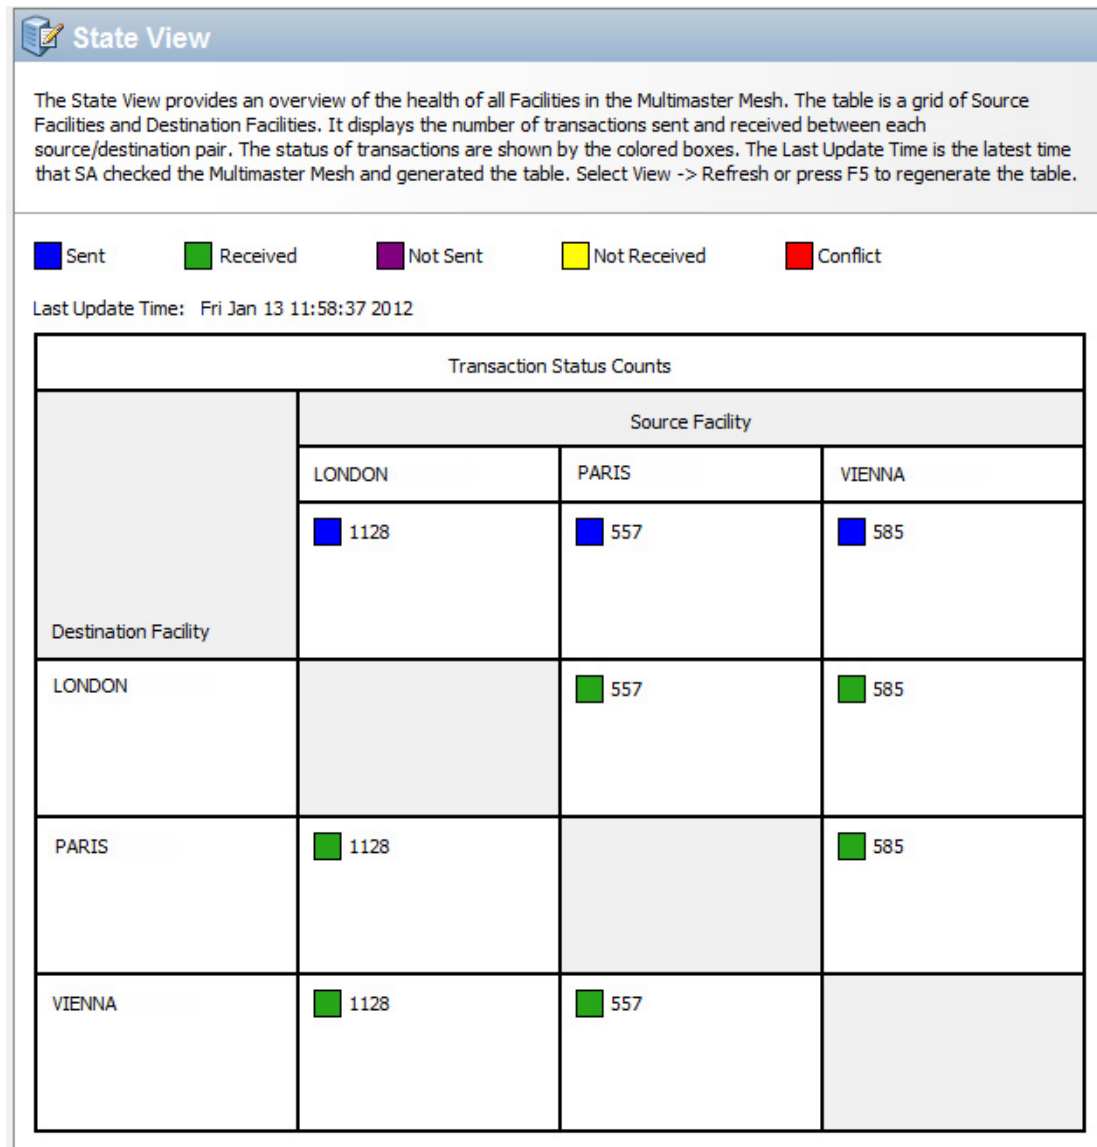 State View
The State View provides an overview of the health of all Facilities in the Multimaster Mesh. The table is a grid of Source
Facilities and Destination Facilities. It displays the number of transactions sent and received between each
source/destination pair. The status of transactions are shown by the colored boxes. The Last Update Time is the latest time
that SA checked the Multimaster Mesh and generated the table. Select View -> Refresh or press F5 to regenerate the table.
Sent Received Not Sent Not Received Conflict
Last Update Time: Fri Jan 13 11:58:37 2012
Transaction Status Counts
Source Facility
LONDON PARIS VIENNA
1128 557 585
Destination Facility
LONDON 557 585
PARIS 1128 585
VIENNA 1128 557